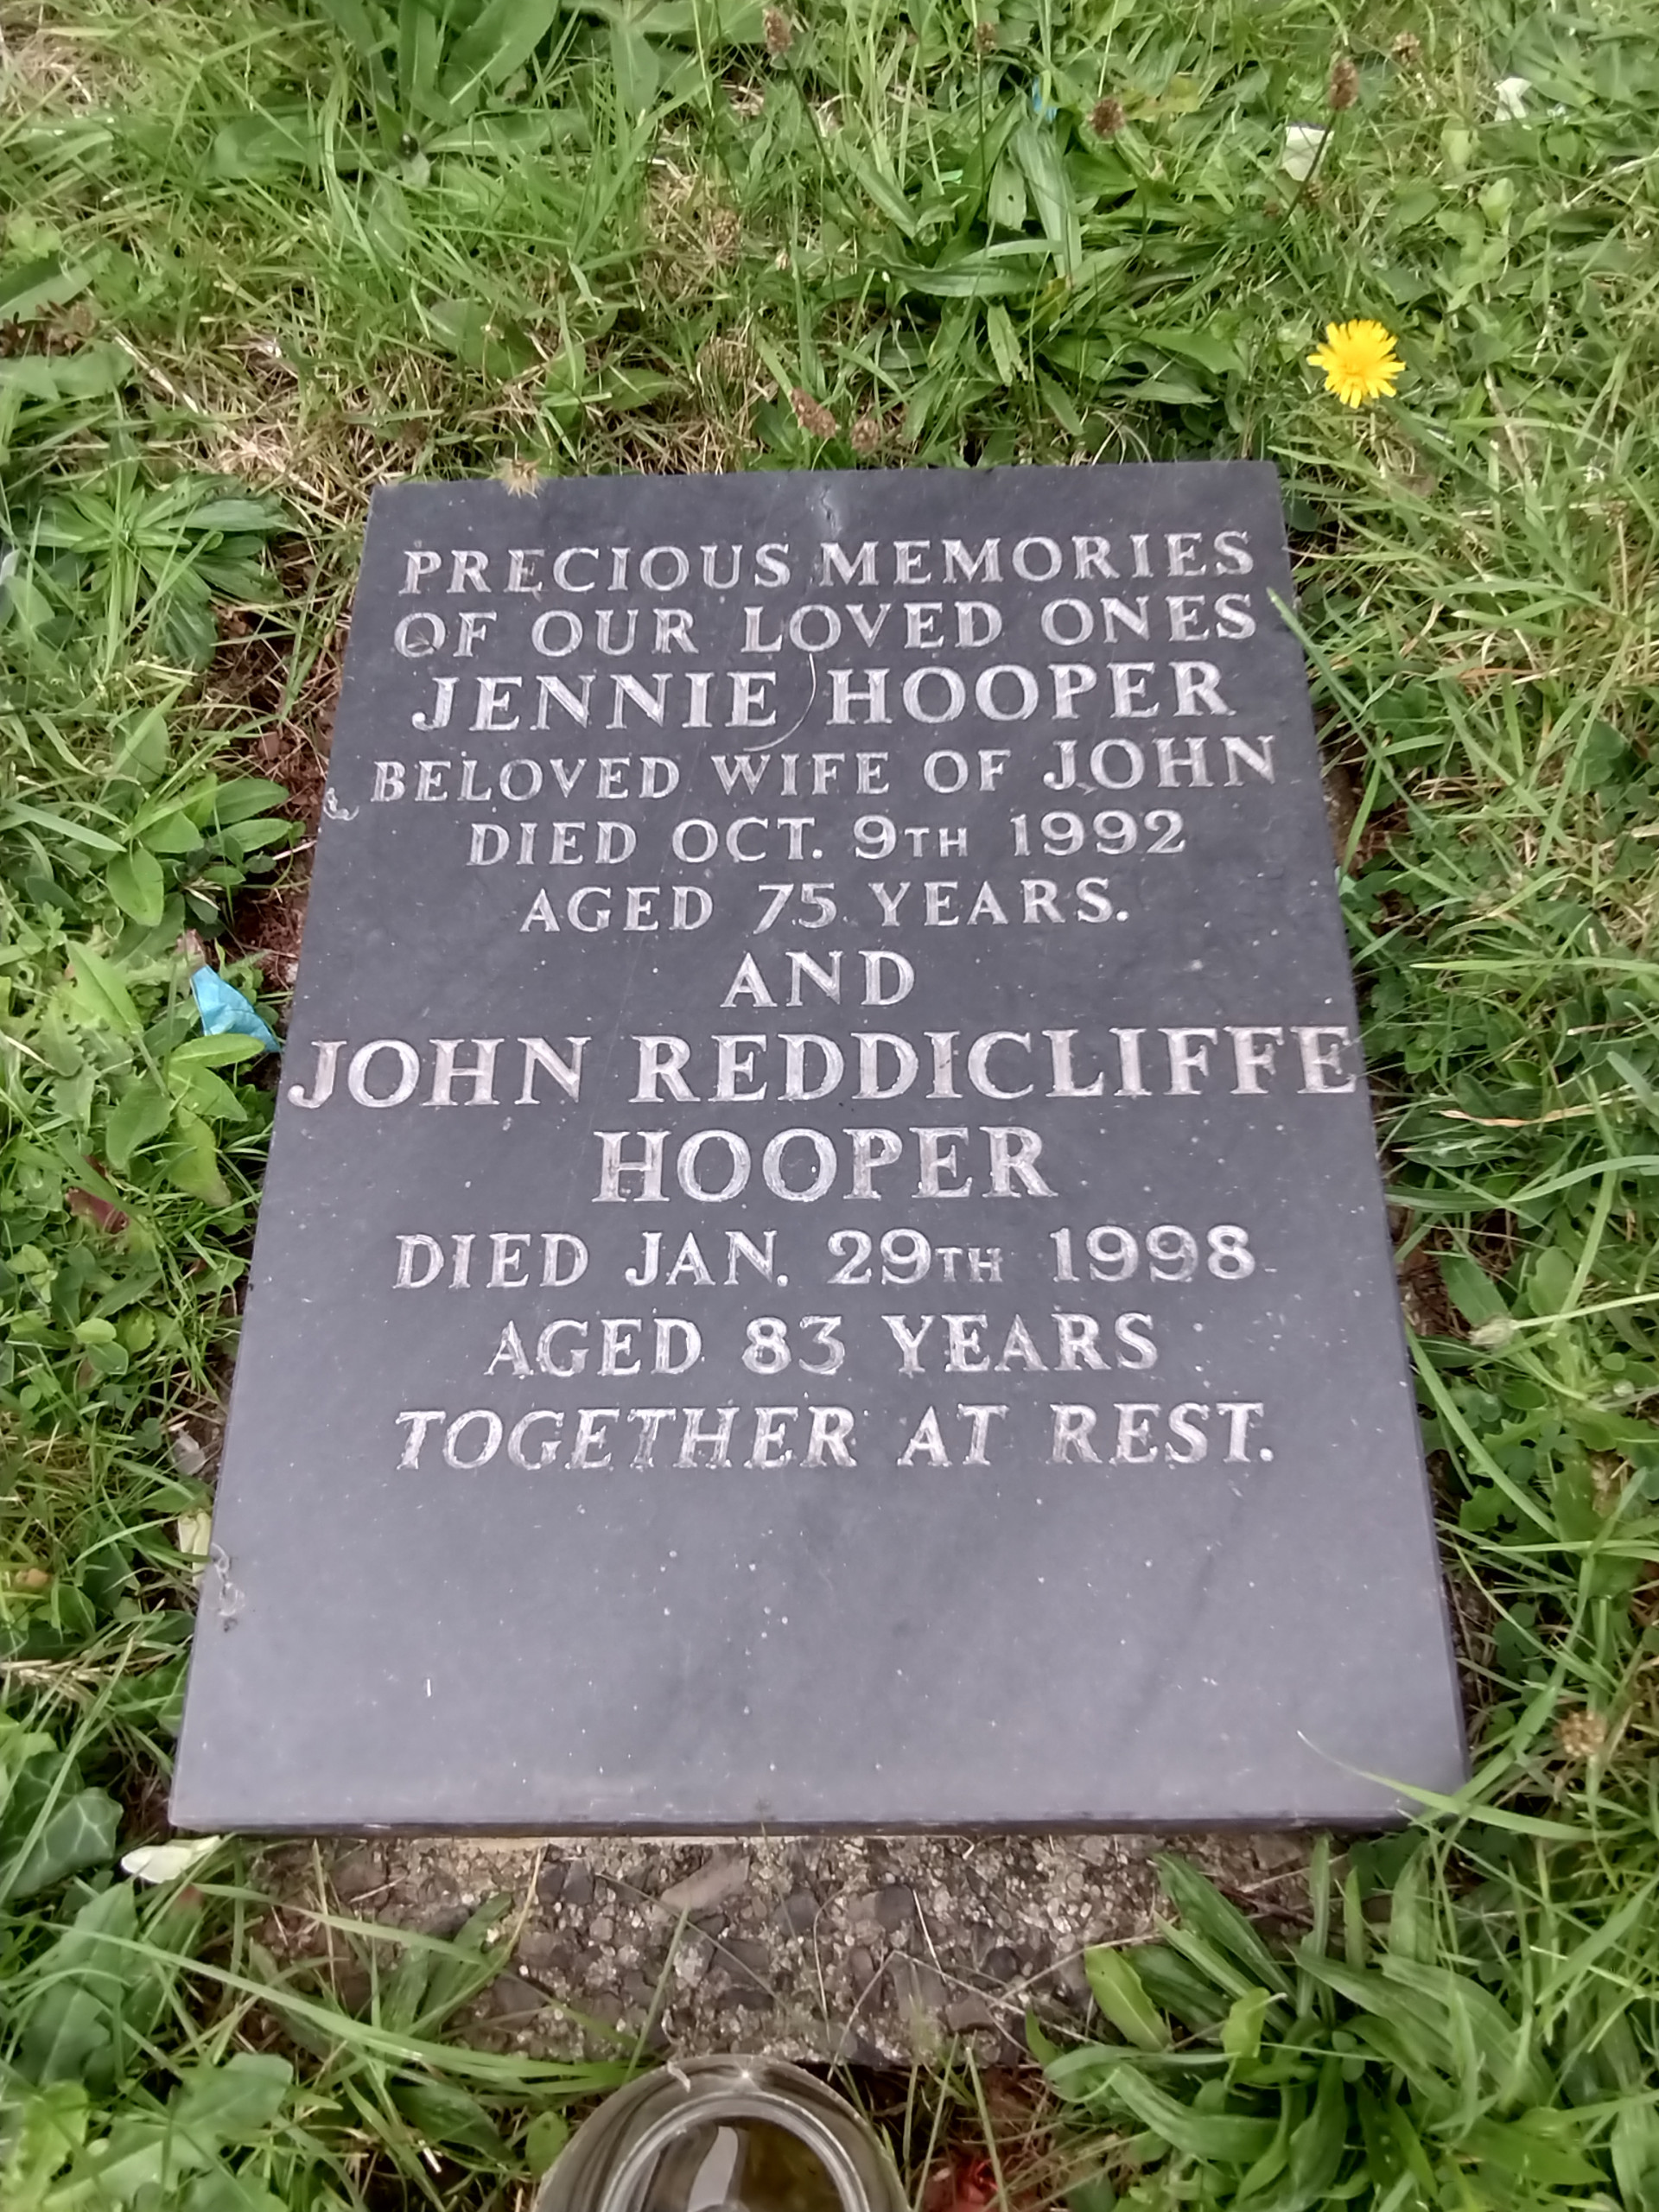 PRECIOUS MEMORIES
OF OUR LOVED ONES
JENNIE HOOPER
BELOVED WIFE OF JOHN
DIED OCT. 9TH 1992
AGED 75 YEARS.
AND
JOHN REDDICLIFFE
HOOPER
DIED JAN. 29TH 1998
AGED 83 YEARS
TOGETHER AT REST.